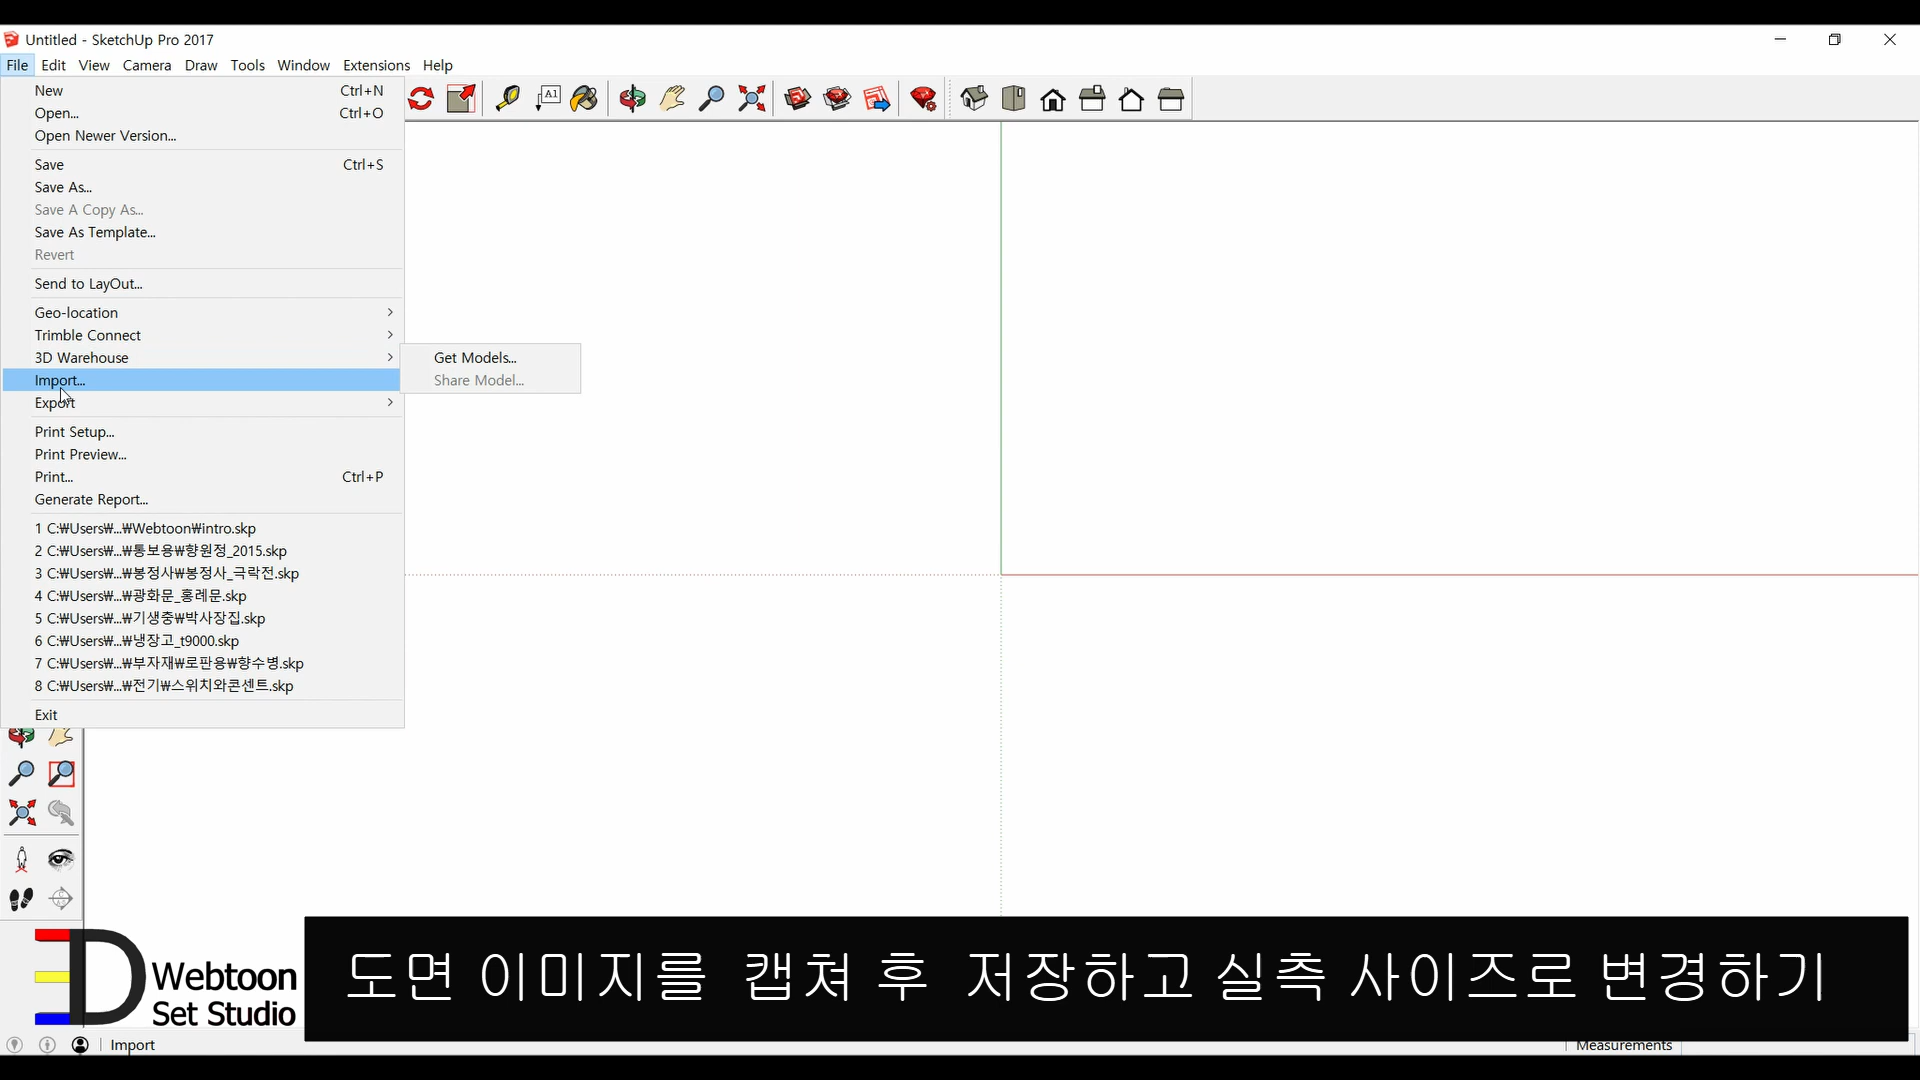 Untitled - SketchUp Pro 2017
File Edit View Camera Draw Tools Window Extensions Help
New Ctrl+N
Open... Ctrl+O
Open Newer Version...
Save Ctrl+S
Save As...
Save A Copy As...
Save As Template...
Revert
Send to LayOut...
Geo-location
Trimble Connect
3D Warehouse
Get Models...
Import...
Share Model...
Export
Print Setup...
Print Preview...
Print... Ctrl+P
Generate Report...
1 C:₩Users₩...₩Webtoon₩intro.skp
2 C:₩Users₩...₩통보용₩향원정_2015.skp
3 C:₩Users₩...₩봉정사₩봉정사_극락전.skp
4 C:₩Users₩...₩광화문_흥례문.skp
5 C:₩Users₩...₩기생충₩박사장집.skp
6 C:₩Users₩...₩냉장고_t9000.skp
7 C:₩Users₩...₩부자재₩로판용₩향수병.skp
8 C:₩Users₩...₩전기₩스위치와콘센트.skp
Exit
Webtoon
Set Studio
도면 이미지를 캡쳐 후 저장하고 실측 사이즈로 변경하기
Import
Measurements